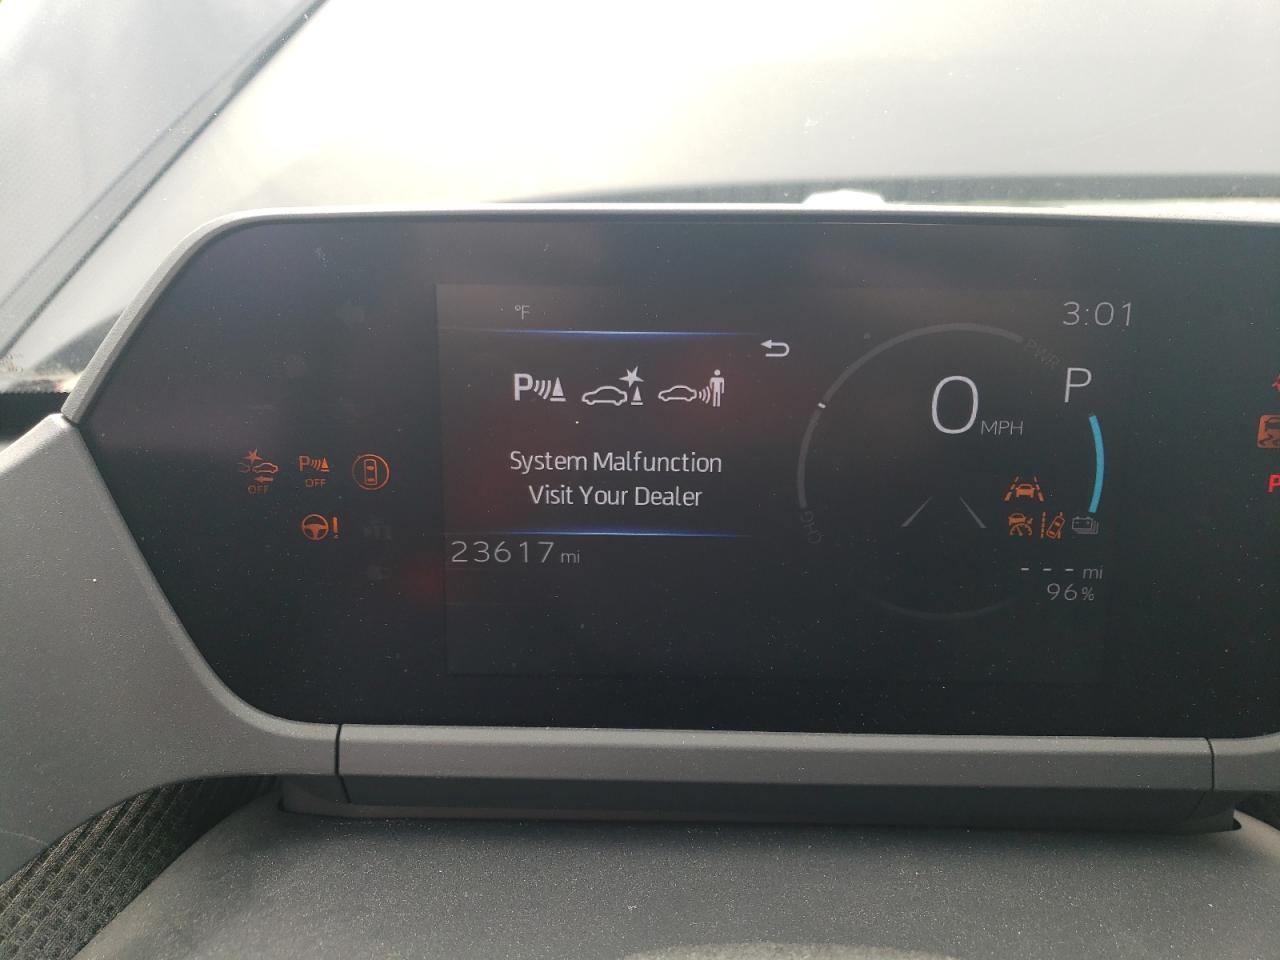 °F
3:01
P
System Malfunction
Visit Your Dealer
PWR
0 MPH
P
OFF
P
OFF
CHG
23617 mi
- - - mi
96%
P